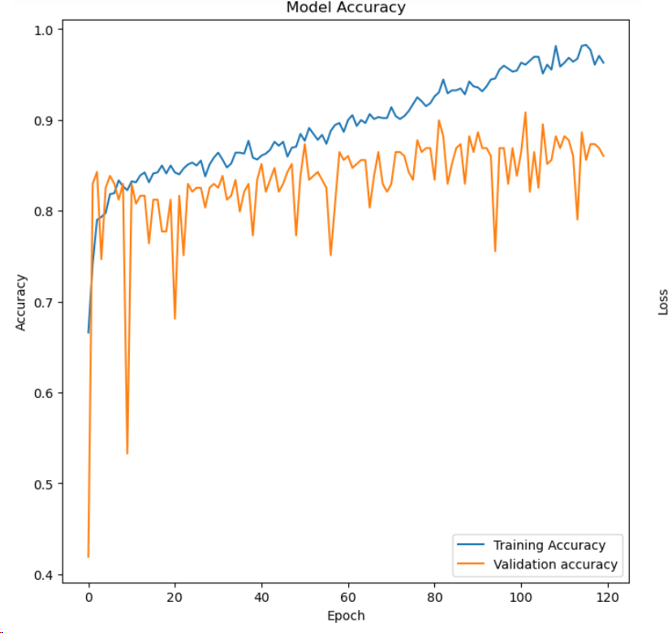 Model Accuracy
1.0
0.9
0.8
0.7
0.6
0.5
0.4
Accuracy
Loss
Training Accuracy
Validation accuracy
0 20 40 60 80 100 120
Epoch